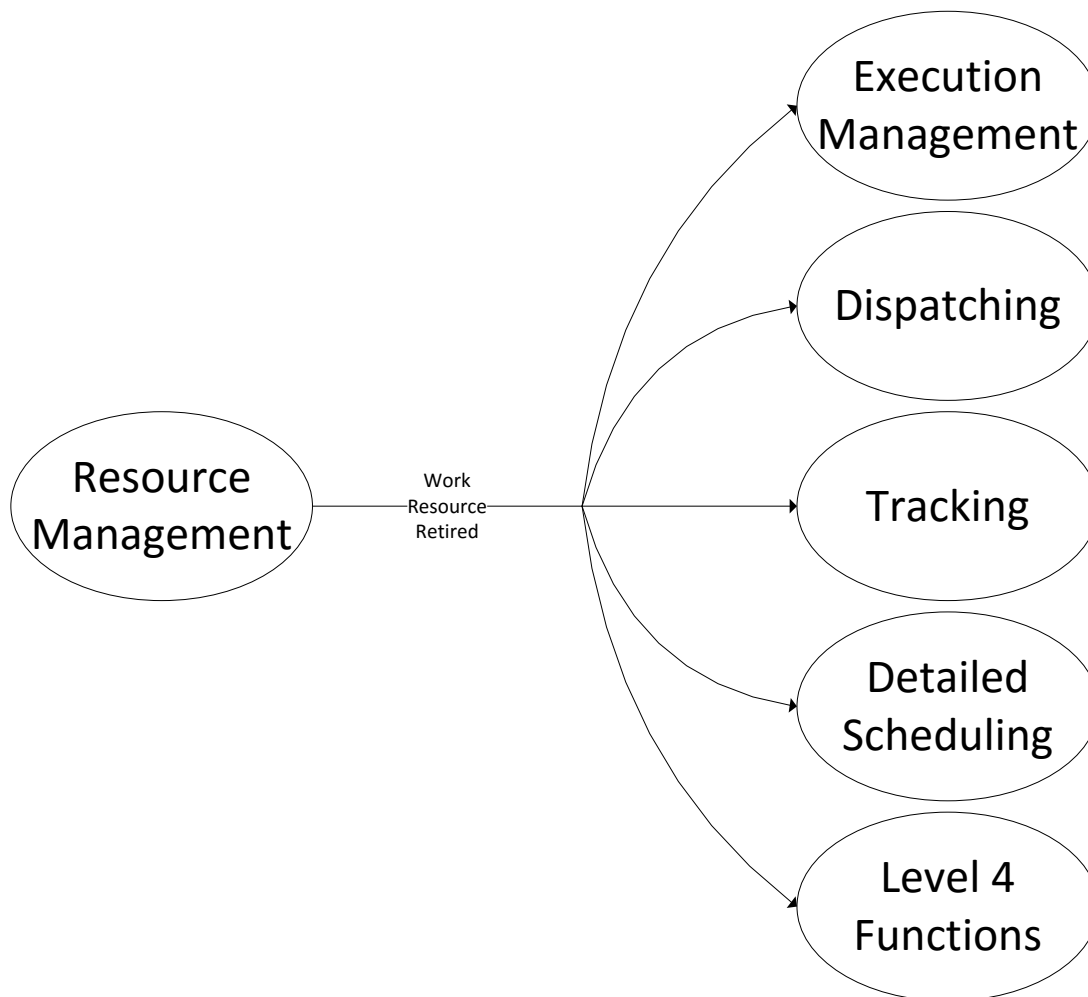 Execution
Management
Dispatching
Resource
Management
Work
Resource
Retired
Tracking
Detailed
Scheduling
Level 4
Functions